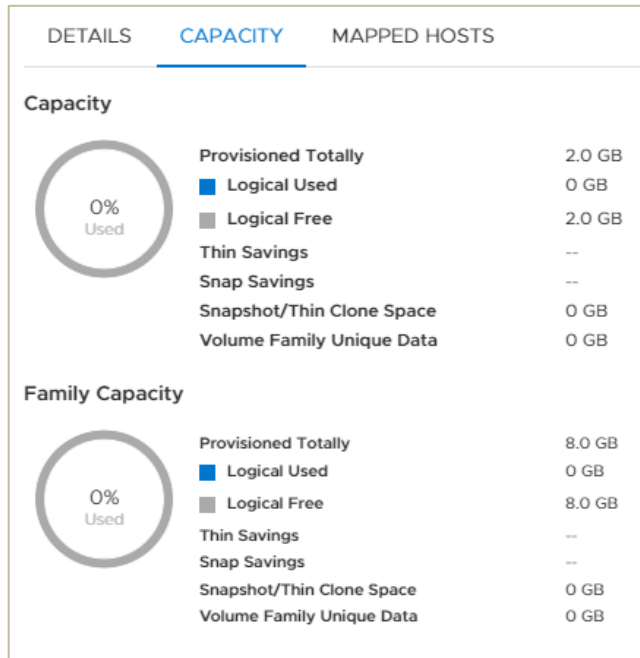 DETAILS CAPACITY MAPPED HOSTS
Capacity
0%
Used
Provisioned Totally 2.0 GB
Logical Used 0 GB
Logical Free 2.0 GB
Thin Savings --
Snap Savings --
Snapshot/Thin Clone Space 0 GB
Volume Family Unique Data 0 GB
Family Capacity
0%
Used
Provisioned Totally 8.0 GB
Logical Used 0 GB
Logical Free 8.0 GB
Thin Savings --
Snap Savings --
Snapshot/Thin Clone Space 0 GB
Volume Family Unique Data 0 GB